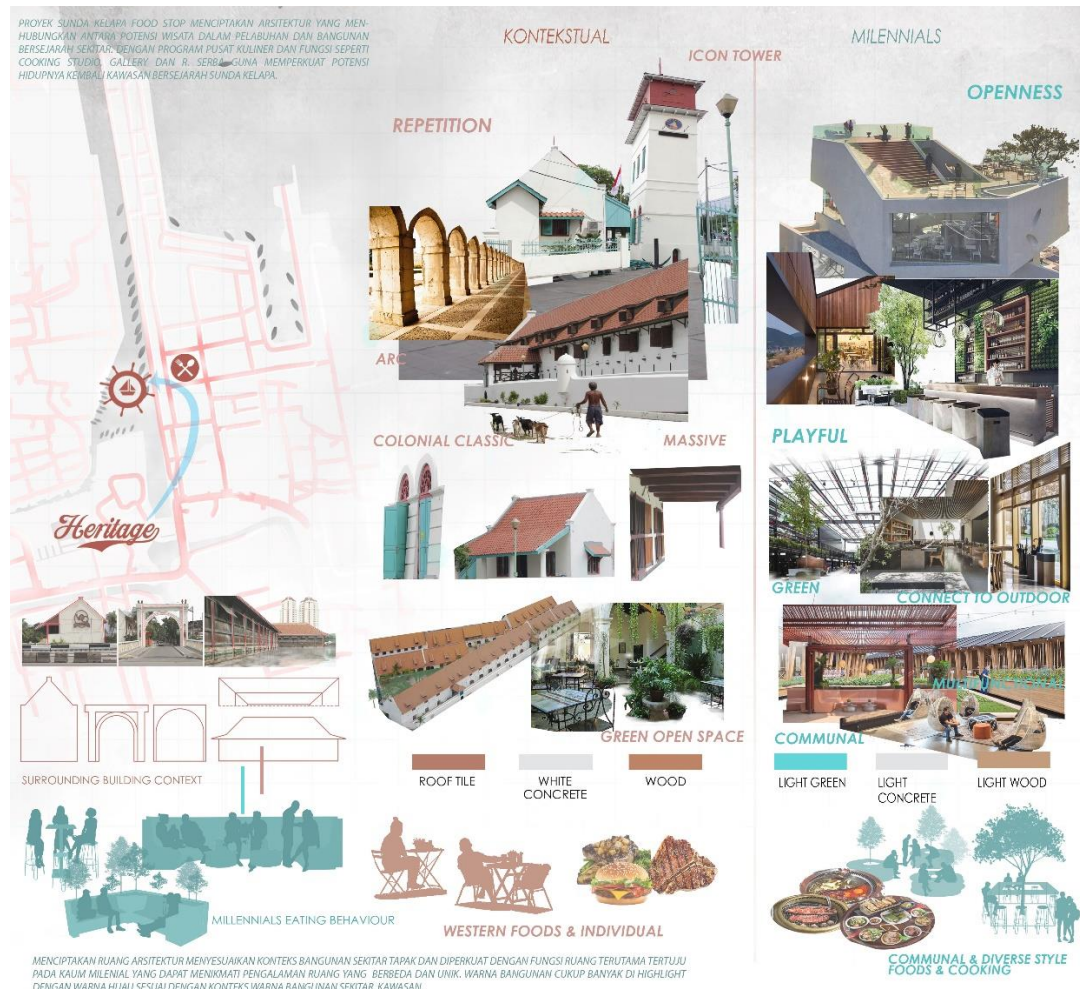 PROYEK SUNDA KELAPA FOOD STOP MENCIPTAKAN ARSITEKTUR YANG MEN-
HUBUNGKAN ANTARA POTENSI WISATA DALAM PELABUHAN DAN BANGUNAN
BERSEJARAH SEKITAR. DENGAN PROGRAM PUSAT KULINER DAN FUNGSI SEPERTI
COOKING STUDIO, GALLERY DAN R. SERBA GUNA MEMPERKUAT POTENSI
HIDUPNYA KEMBALI KAWASAN BERSEJARAH SUNDA KELAPA.
Heritage
SURROUNDING BUILDING CONTEXT
MILLENNIALS EATING BEHAVIOUR
KONTEKSTUAL
ICON TOWER
REPETITION
ARC
COLONIAL CLASSIC
MASSIVE
GREEN OPEN SPACE
ROOF TILE
WHITE
CONCRETE
WOOD
WESTERN FOODS & INDIVIDUAL
MILENNIALS
OPENNESS
PLAYFUL
GREEN
CONNECT TO OUTDOOR
COMMUNAL
LIGHT GREEN
LIGHT
CONCRETE
LIGHT WOOD
COMMUNAL & DIVERSE STYLE
FOODS & COOKING
MENCIPTAKAN RUANG ARSITEKTUR MENYESUAIKAN KONTEKS BANGUNAN SEKITAR TAPAK DAN DIPERKUAT DENGAN FUNGSI RUANG TERUTAMA TERTUJU
PADA KAUM MILENIAL YANG DAPAT MENIKMATI PENGALAMAN RUANG YANG BERBEDA DAN UNIK. WARNA BANGUNAN CUKUP BANYAK DI HIGHLIGHT
DENGAN WARNA HIJAU SESUAI DENGAN KONTEKS WARNA BANGUNAN SEKITAR KAWASAN.